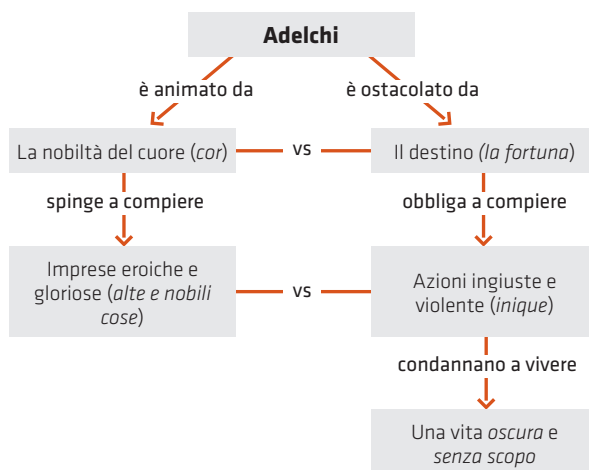 Adelchi
è animato da
è ostacolato da
La nobiltà del cuore (cor)
vs
Il destino (la fortuna)
spinge a compiere
obbliga a compiere
Imprese eroiche e
gloriose (alte e nobili
cose)
vs
Azioni ingiuste e
violente (inique)
condannano a vivere
Una vita oscura e
senza scopo